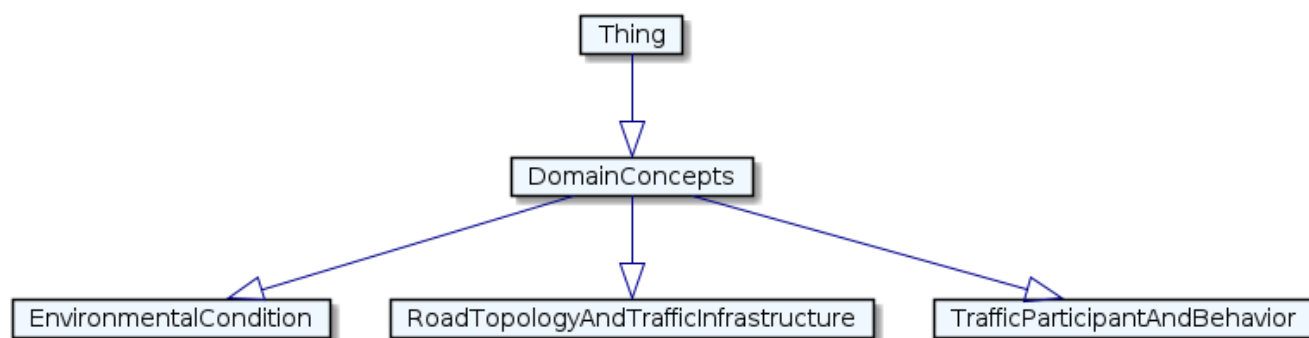 Thing
DomainConcepts
EnvironmentalCondition
RoadTopologyAndTrafficInfrastructure
TrafficParticipantAndBehavior